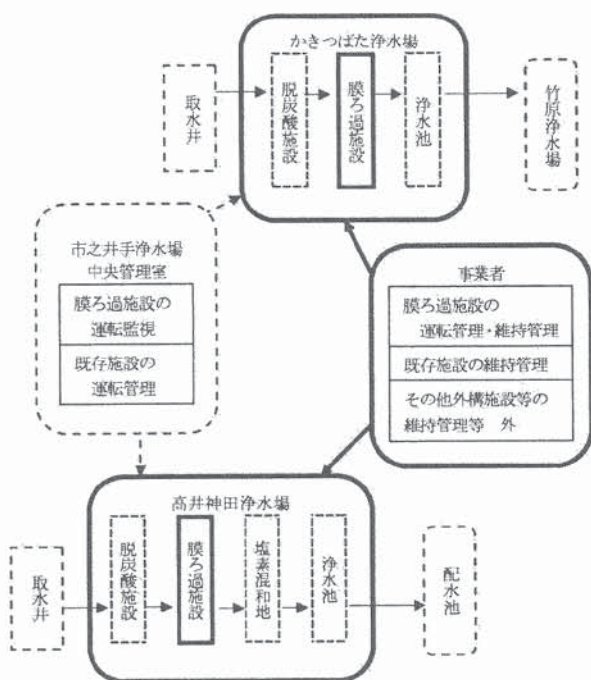 かきつばた浄水場
取水井
脱炭酸施設
膜ろ過施設
浄水池
竹原浄水場
市之井手浄水場
中央管理室
膜ろ過施設の
運転監視
既存施設の
運転管理
事業者
膜ろ過施設の
運転管理・維持管理
既存施設の維持管理
その他外構施設等の
維持管理等　外
高井神田浄水場
取水井
脱炭酸施設
膜ろ過施設
塩素混和地
浄水池
配水池